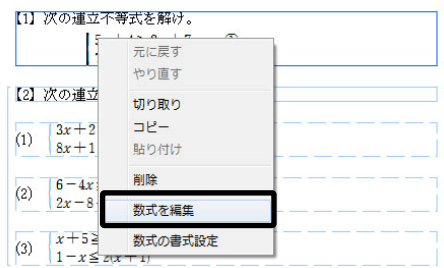 【1】 次の連立不等式を解け。
元に戻す
やり直す
【2】 次の連立
切り取り
コピー
(1) 3x+2
8x+1
貼り付け
削除
(2) 6-4x
2x-8
数式を編集
数式の書式設定
(3) x+5≧
1-x≦2(x+1)